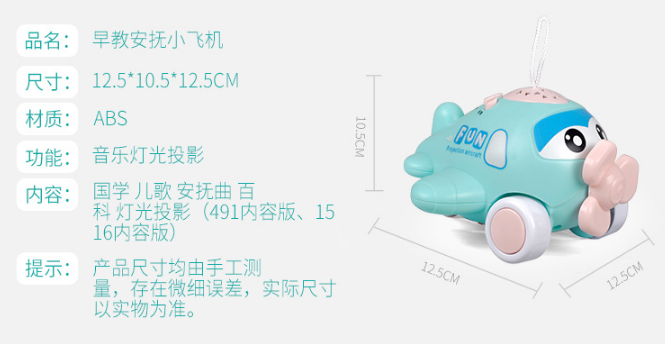 品名： 早教安抚小飞机
尺寸： 12.5*10.5*12.5CM
材质： ABS
功能： 音乐灯光投影
内容： 国学 儿歌 安抚曲 百
科 灯光投影（491内容版、15
16内容版）
提示： 产品尺寸均由手工测
量，存在微细误差，实际尺寸
以实物为准。
10.5CM
FUN
Projection aircraft
12.5CM
12.5CM